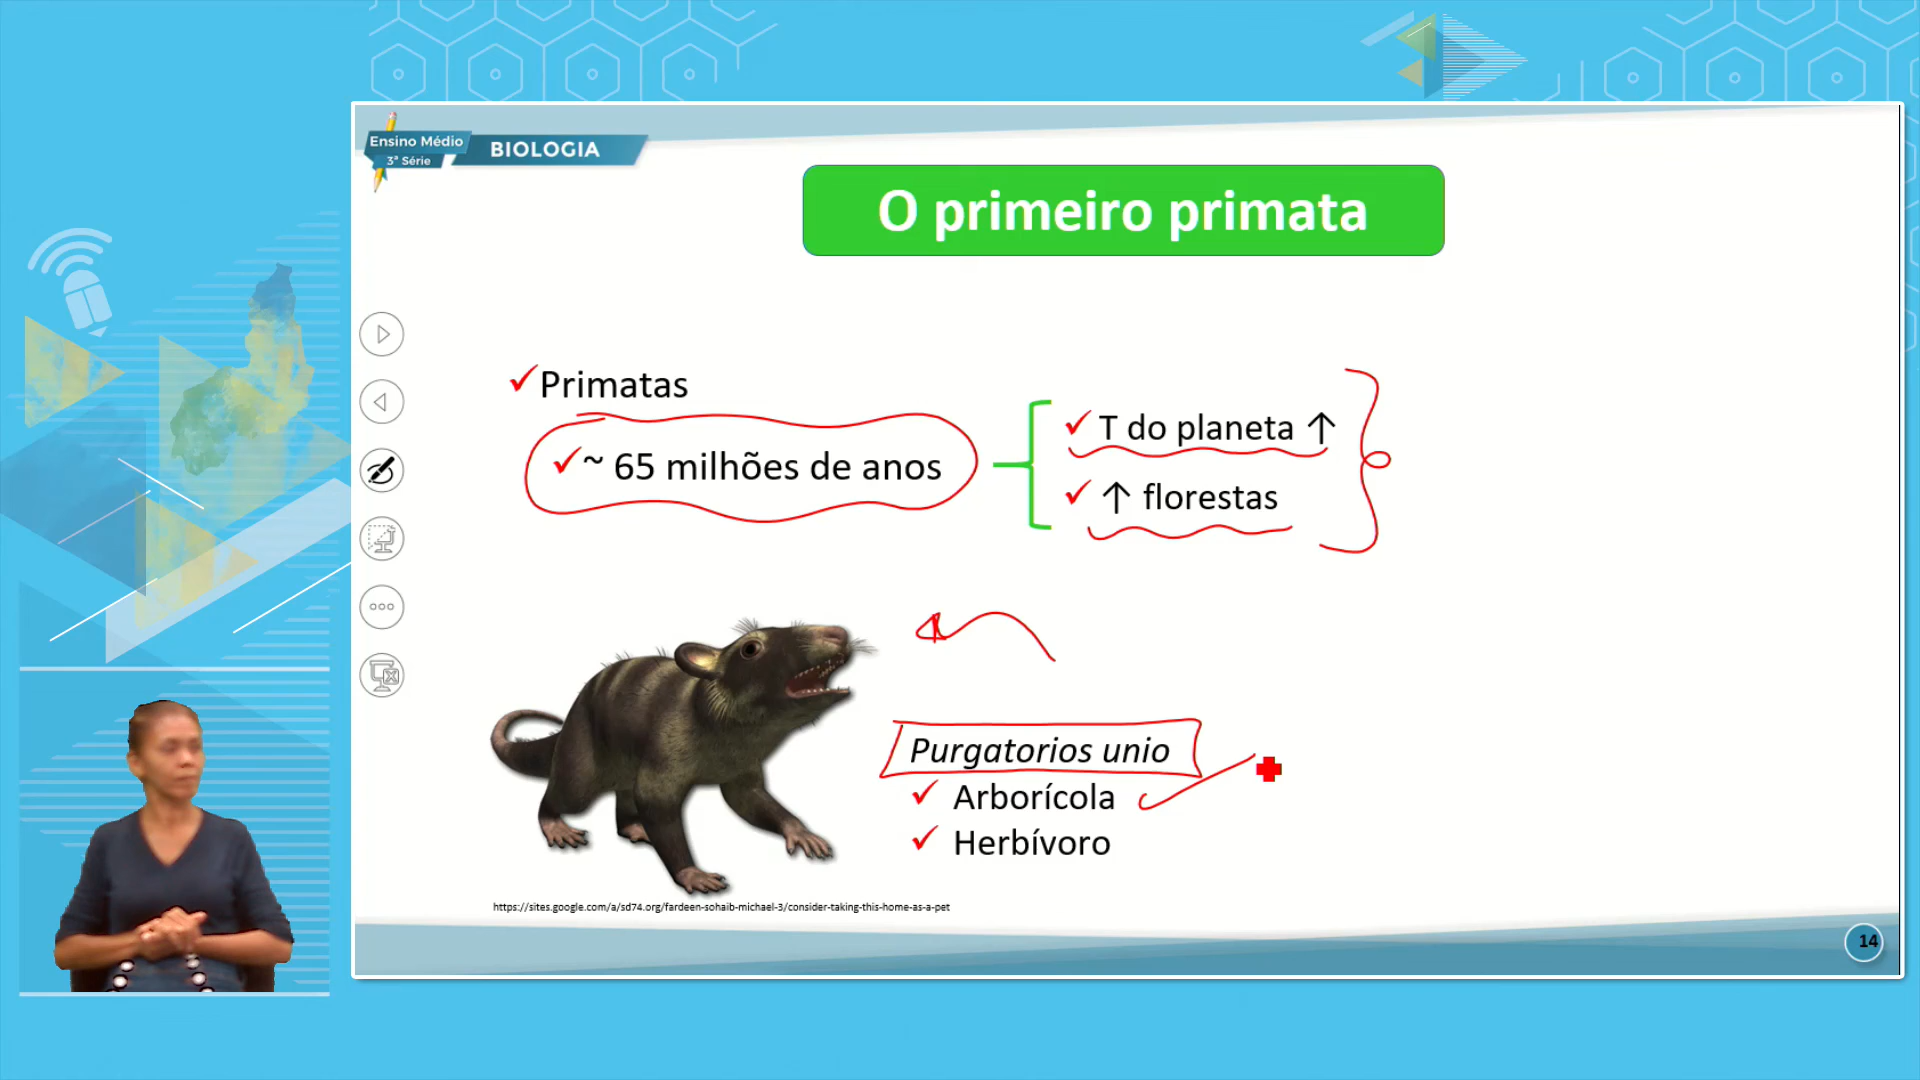 Ensino Médio
3ª Série
BIOLOGIA
O primeiro primata
Primatas
~ 65 milhões de anos
T do planeta ↑
↑ florestas
Purgatorios unio
Arborícola
Herbívoro
https://sites.google.com/a/sd74.org/fardeen-sohaib-michael-3/consider-taking-this-home-as-a-pet
14